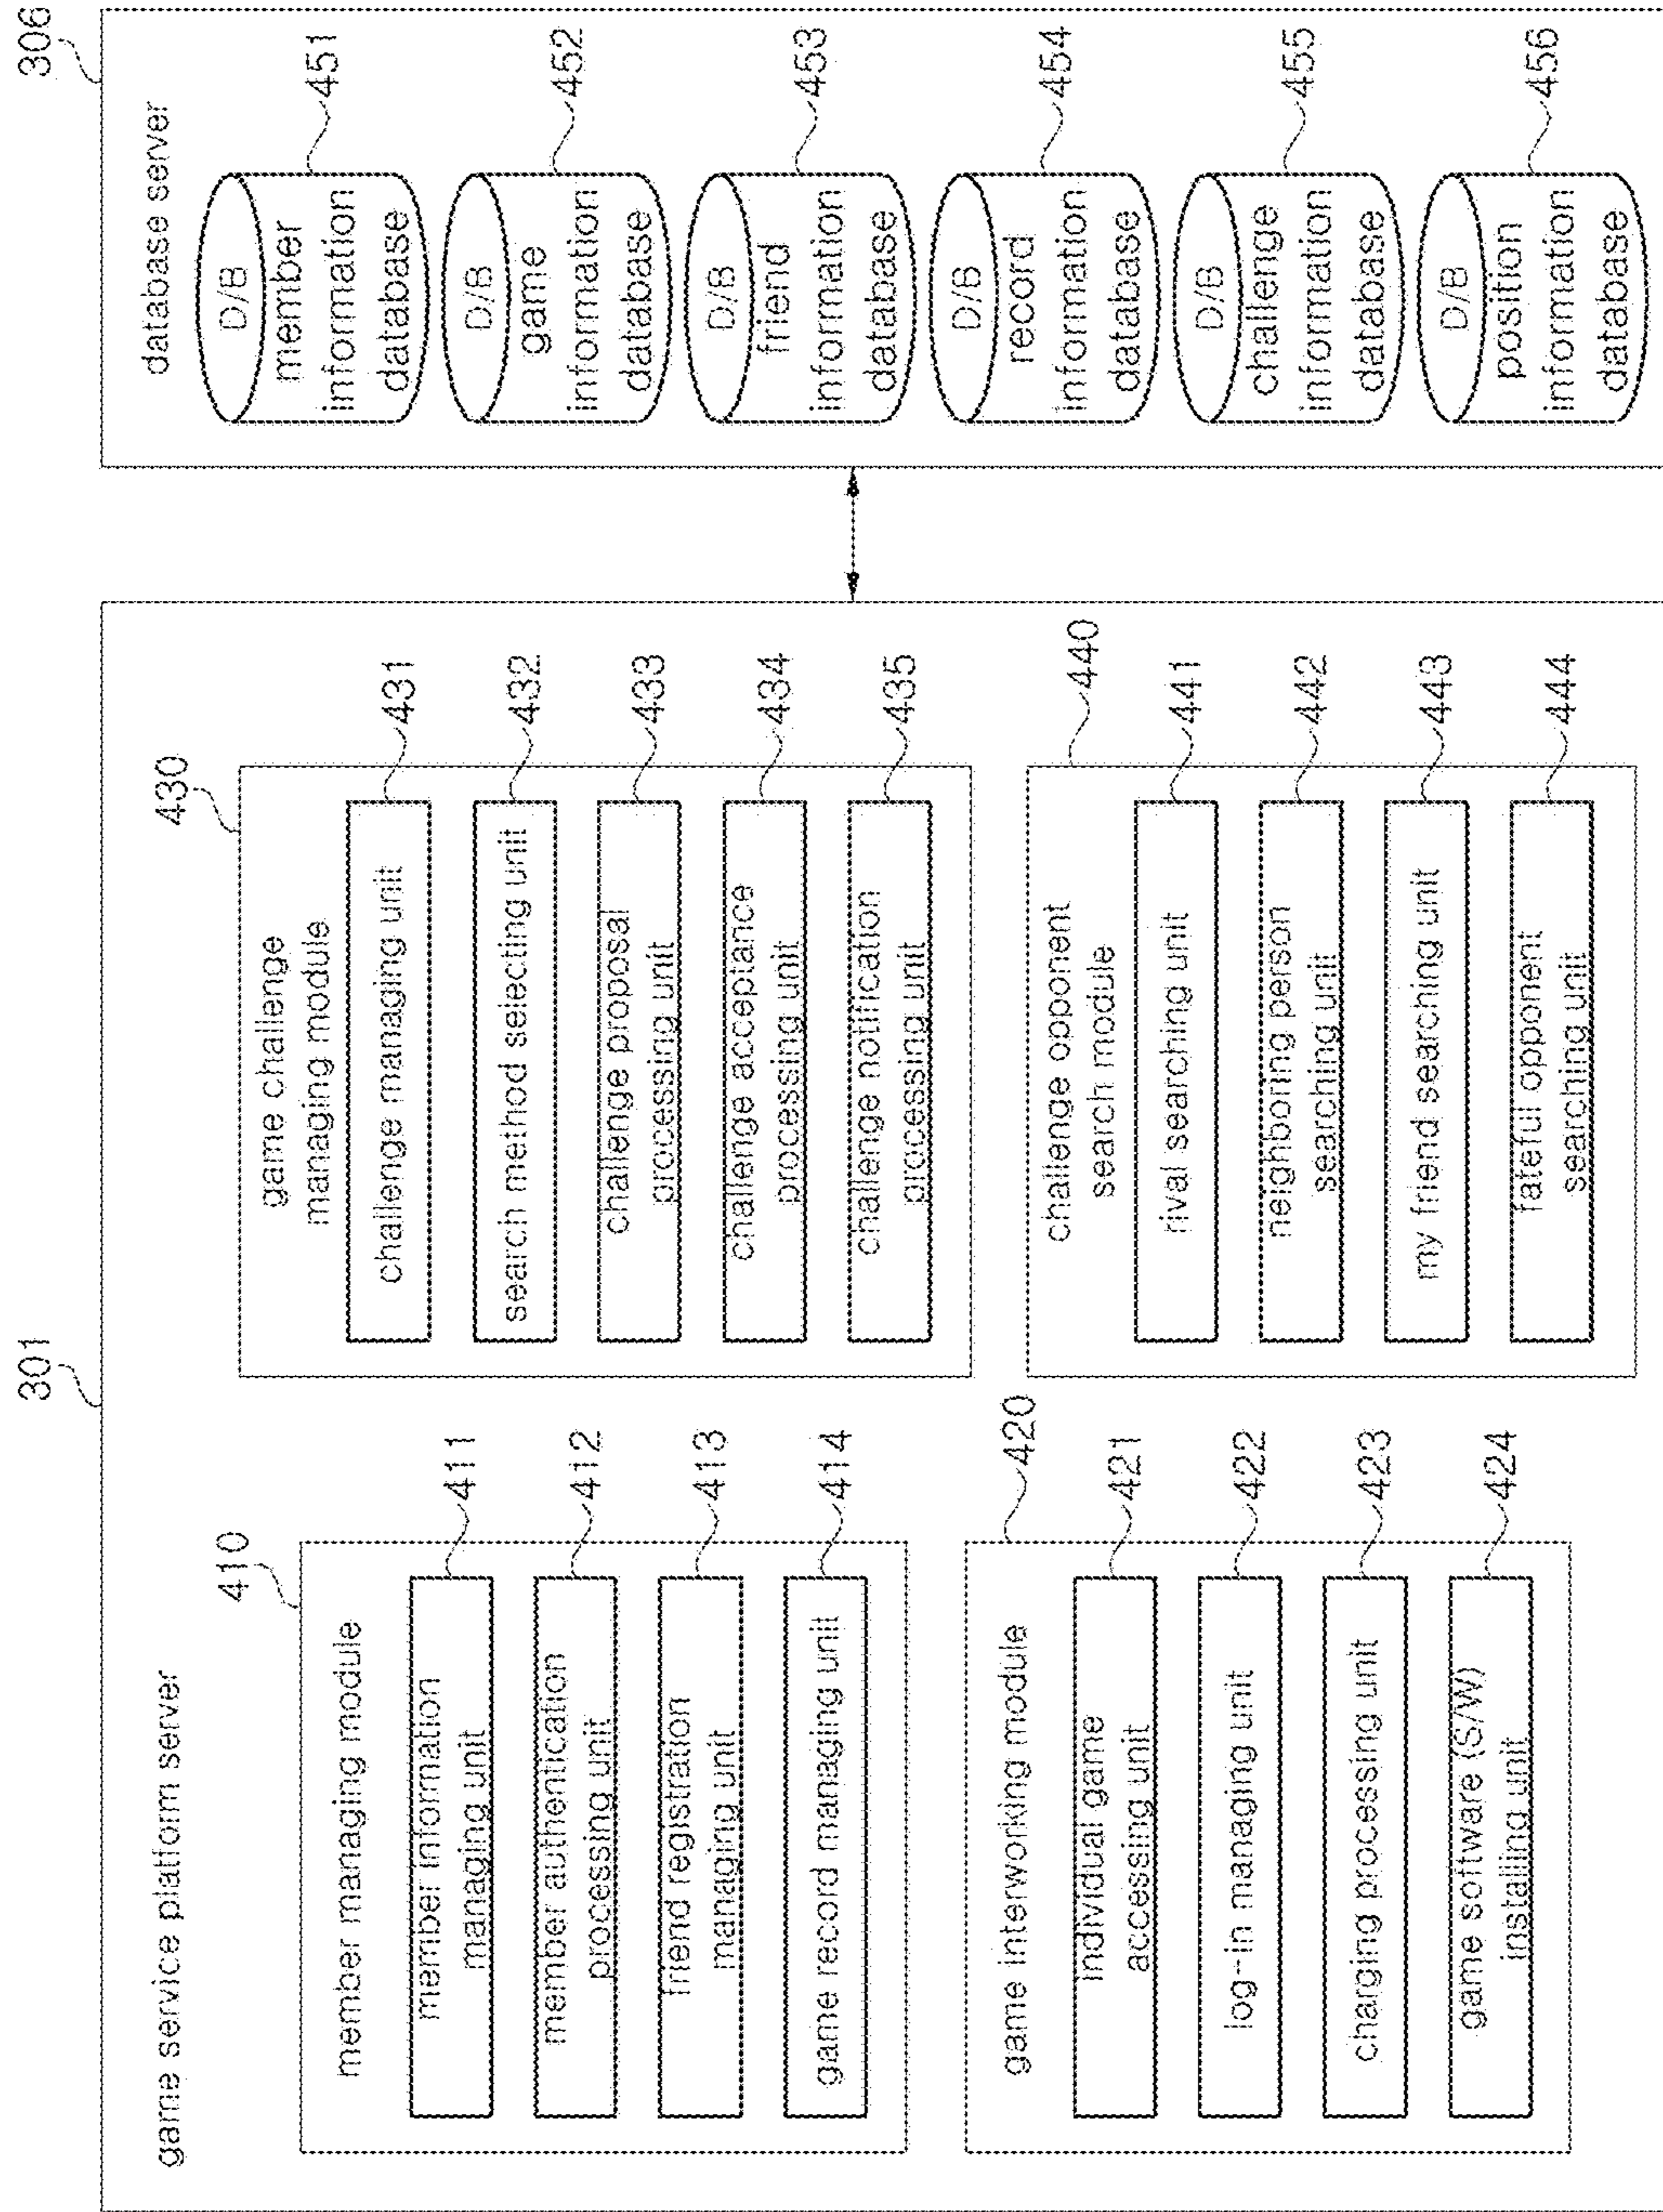 301
game service platform server
410
member managing module
member information
managing unit
411
member authentication
processing unit
412
friend registration
managing unit
413
game record managing unit
414
420
game interworking module
individual game
accessing unit
421
log-in managing unit
422
charging processing unit
423
game software (S/W)
installing unit
424
430
game challenge
managing module
challenge managing unit
431
search method selecting unit
432
challenge proposal
processing unit
433
challenge acceptance
processing unit
434
challenge notification
processing unit
435
440
challenge opponent
search module
rival searching unit
441
neighboring person
searching unit
442
my friend searching unit
443
fateful opponent
searching unit
444
306
database server
D/B
member
information
database
451
D/B
game
information
database
452
D/B
friend
information
database
453
D/B
record
information
database
454
D/B
challenge
information
database
455
D/B
position
information
database
456